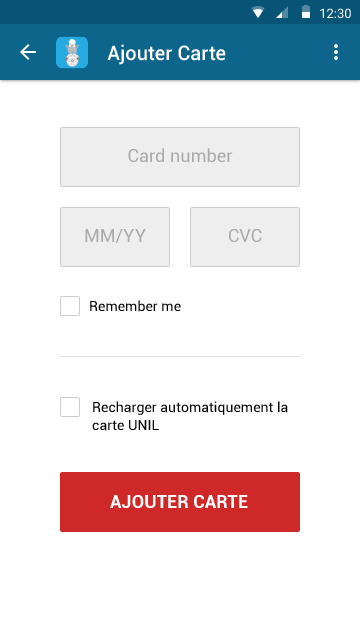 12:30
Ajouter Carte
Card number
MM/YY
CVC
Remember me
Recharger automatiquement la
carte UNIL
AJOUTER CARTE